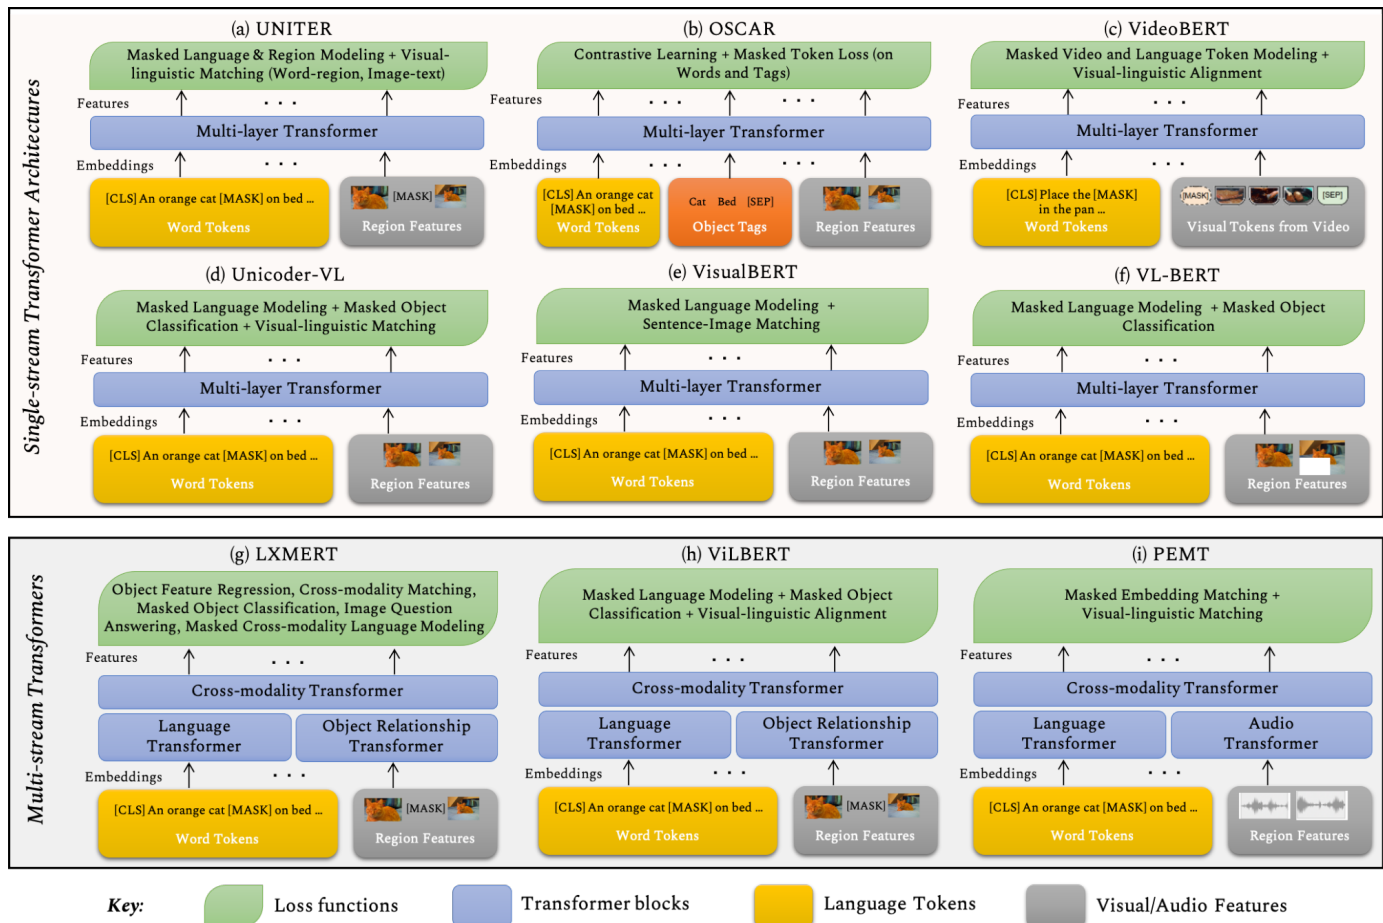 Single-stream Transformer Architectures
(a) UNITER
Masked Language & Region Modeling + Visual-
linguistic Matching (Word-region, Image-text)
Features
. . .
Multi-layer Transformer
Embeddings
. . .
[CLS] An orange cat [MASK] on bed ...
Word Tokens
[MASK]
Region Features
(b) OSCAR
Contrastive Learning + Masked Token Loss (on
Words and Tags)
Features
. . .
. . .
Multi-layer Transformer
Embeddings
. . .
. . .
[CLS] An orange cat
[MASK] on bed ...
Word Tokens
Cat Bed [SEP]
Object Tags
Region Features
(c) VideoBERT
Masked Video and Language Token Modeling +
Visual-linguistic Alignment
Features
. . .
Multi-layer Transformer
Embeddings
. . .
[CLS] Place the [MASK]
in the pan ...
Word Tokens
[MASK]
[SEP]
Visual Tokens from Video
(d) Unicoder-VL
Masked Language Modeling + Masked Object
Classification + Visual-linguistic Matching
Features
. . .
Multi-layer Transformer
Embeddings
. . .
[CLS] An orange cat [MASK] on bed ...
Word Tokens
Region Features
(e) VisualBERT
Masked Language Modeling +
Sentence-Image Matching
Features
. . .
Multi-layer Transformer
Embeddings
. . .
[CLS] An orange cat [MASK] on bed ...
Word Tokens
Region Features
(f) VL-BERT
Masked Language Modeling + Masked Object
Classification
Features
. . .
Multi-layer Transformer
Embeddings
. . .
[CLS] An orange cat [MASK] on bed ...
Word Tokens
Region Features
Multi-stream Transformers
(g) LXMERT
Object Feature Regression, Cross-modality Matching,
Masked Object Classification, Image Question
Answering, Masked Cross-modality Language Modeling
Features
. . .
Cross-modality Transformer
Language
Transformer
Object Relationship
Transformer
Embeddings
. . .
[CLS] An orange cat [MASK] on bed ...
Word Tokens
[MASK]
Region Features
(h) ViLBERT
Masked Language Modeling + Masked Object
Classification + Visual-linguistic Alignment
Features
. . .
Cross-modality Transformer
Language
Transformer
Object Relationship
Transformer
Embeddings
. . .
[CLS] An orange cat [MASK] on bed ...
Word Tokens
[MASK]
Region Features
(i) PEMT
Masked Embedding Matching +
Visual-linguistic Matching
Features
. . .
Cross-modality Transformer
Language
Transformer
Audio
Transformer
Embeddings
. . .
[CLS] An orange cat [MASK] on bed ...
Word Tokens
Region Features
Key:
Loss functions
Transformer blocks
Language Tokens
Visual/Audio Features